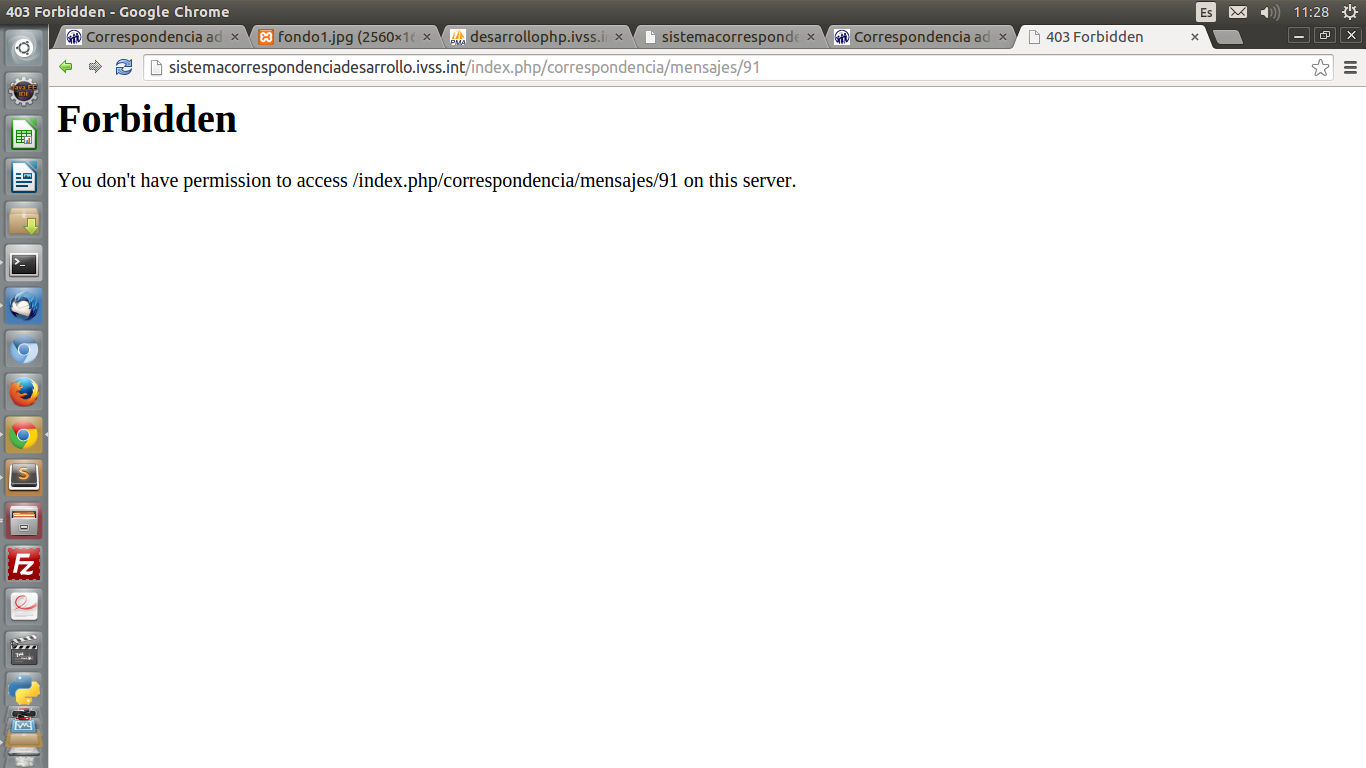 403 Forbidden - Google Chrome
Es
11:28
Correspondencia ad
fondo1.jpg (2560×16
desarrollophp.ivss.i
sistemacorresponde
Correspondencia ad
403 Forbidden
sistemacorrespondenciadesarrollo.ivss.int/index.php/correspondencia/mensajes/91
Forbidden
You don't have permission to access /index.php/correspondencia/mensajes/91 on this server.